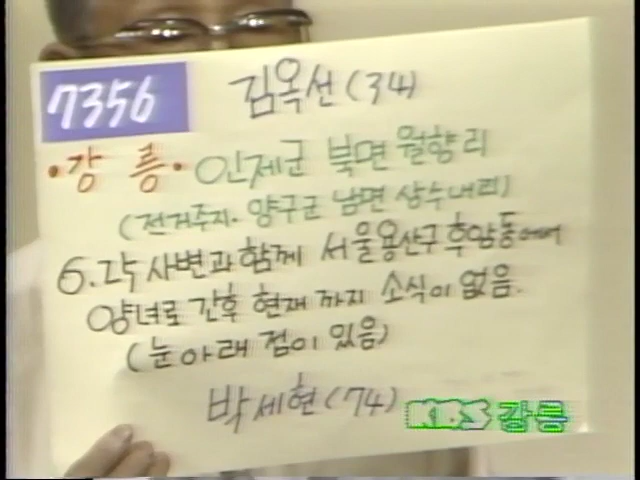 7356 김옥선(34)
•강릉• 인제군 북면 월향리
(전거주지. 양구군 남면 상수내리)
6.25 사변과 함께 서울용산구 후암동에서
양녀로 간후 현재 까지 소식이 없음.
(눈 아래 점이 있음)
박세현(74)
KBS 강릉